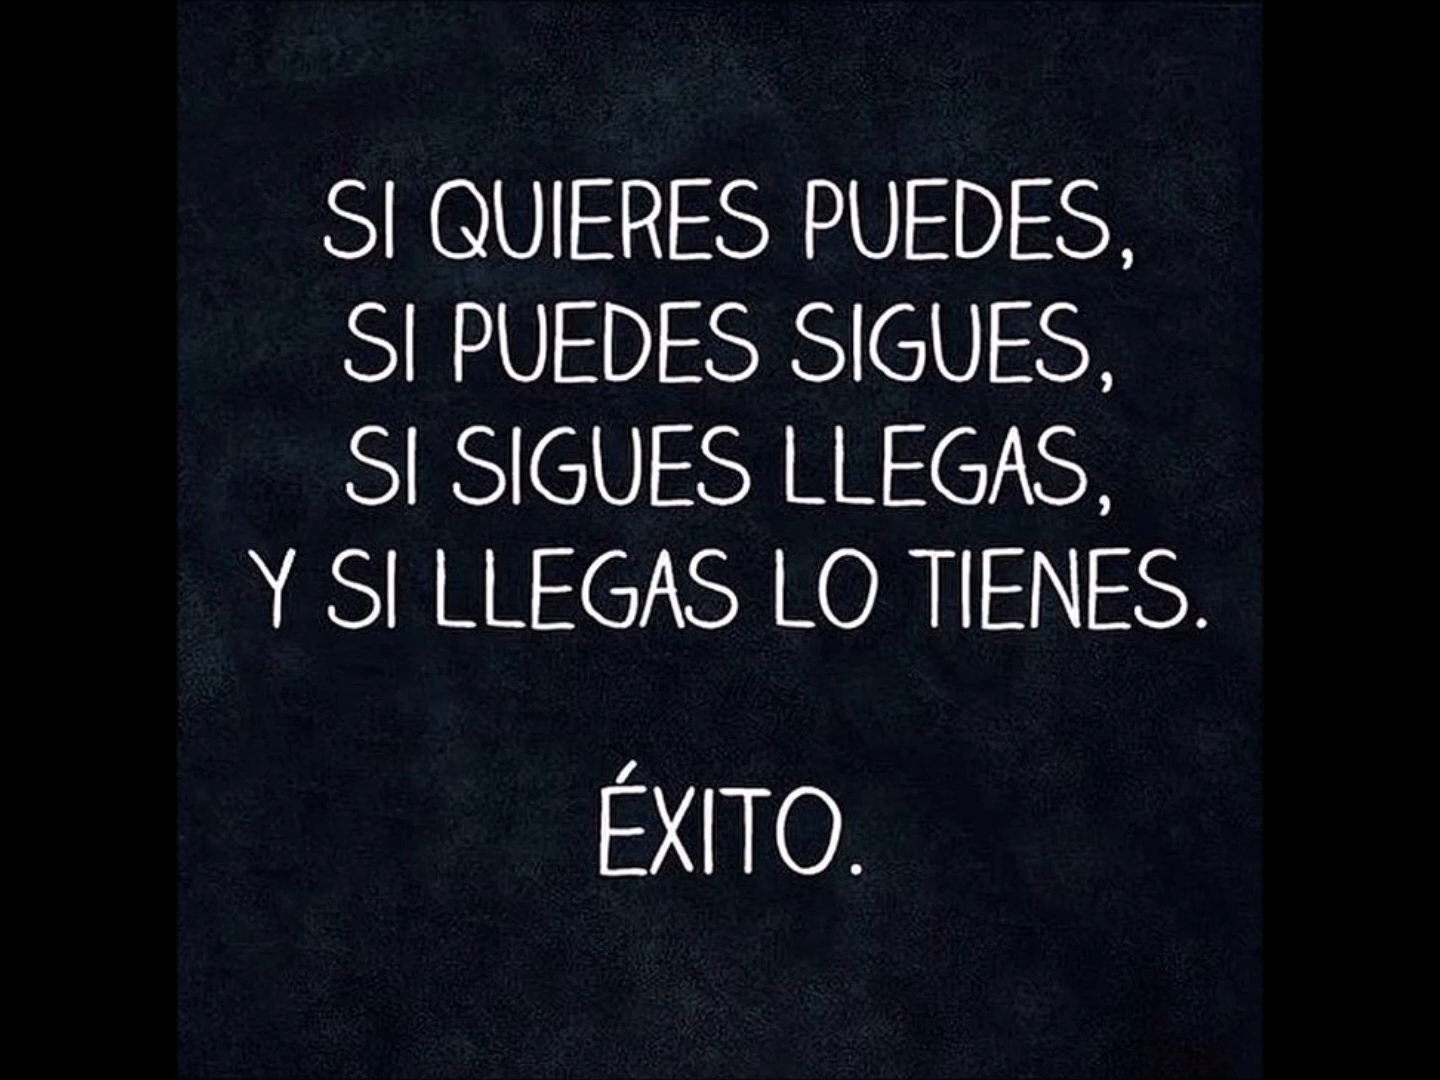 SI QUIERES PUEDES,
SI PUEDES SIGUES,
SI SIGUES LLEGAS,
Y SI LLEGAS LO TIENES.
ÉXITO.